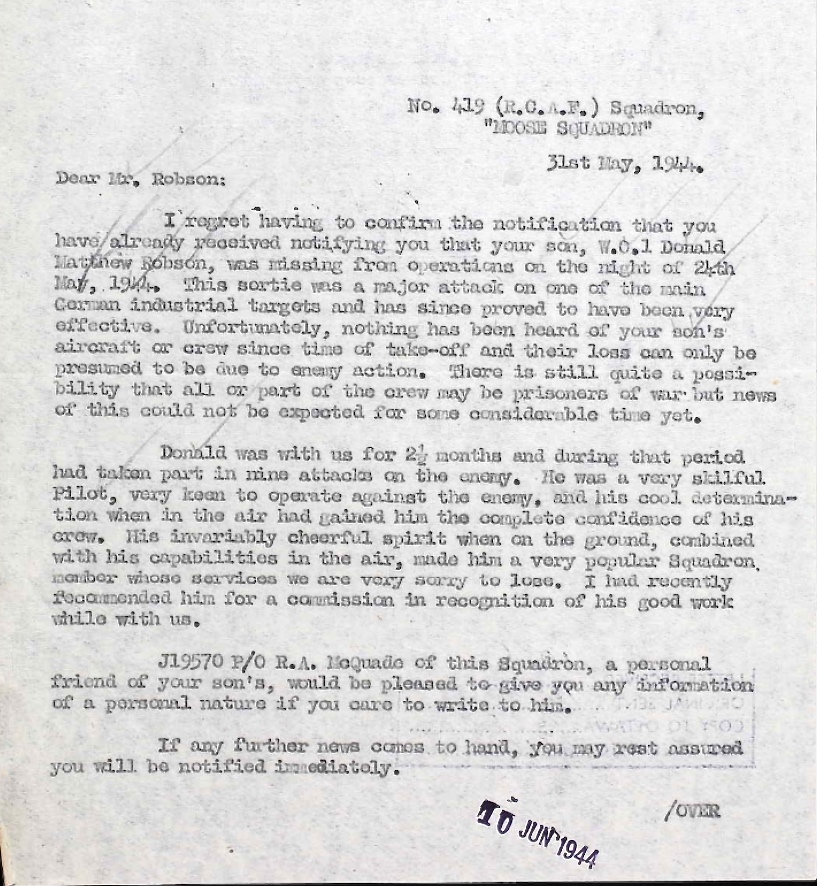 No. 419 (R.C.A.F.) Squadron,
"MOOSE SQUADRON"
31st May, 1944.
Dear Mr. Robson:
I regret having to confirm the notification that you
have already received notifying you that your son, W.O.1 Donald
Matthew Robson, was missing from operations on the night of 24th
May, 1944. This sortie was a major attack on one of the main
German industrial targets and has since proved to have been very
effective. Unfortunately, nothing has been heard of your son's
aircraft or crew since time of take-off and their loss can only be
presumed to be due to enemy action. There is still quite a possi-
bility that all or part of the crew may be prisoners of war but news
of this could not be expected for some considerable time yet.
Donald was with us for 2½ months and during that period
had taken part in nine attacks on the enemy. He was a very skilful
Pilot, very keen to operate against the enemy, and his cool determina-
tion when in the air had gained him the complete confidence of his
crew. His invariably cheerful spirit when on the ground, combined
with his capabilities in the air, made him a very popular Squadron
member whose services we are very sorry to lose. I had recently
recommended him for a commission in recognition of his good work
while with us.
J19570 P/O R.A. McQuade of this Squadron, a personal
friend of your son's, would be pleased to give you any information
of a personal nature if you care to write to him.
If any further news comes to hand, you may rest assured
you will be notified immediately.
/OVER
10 JUN 1944